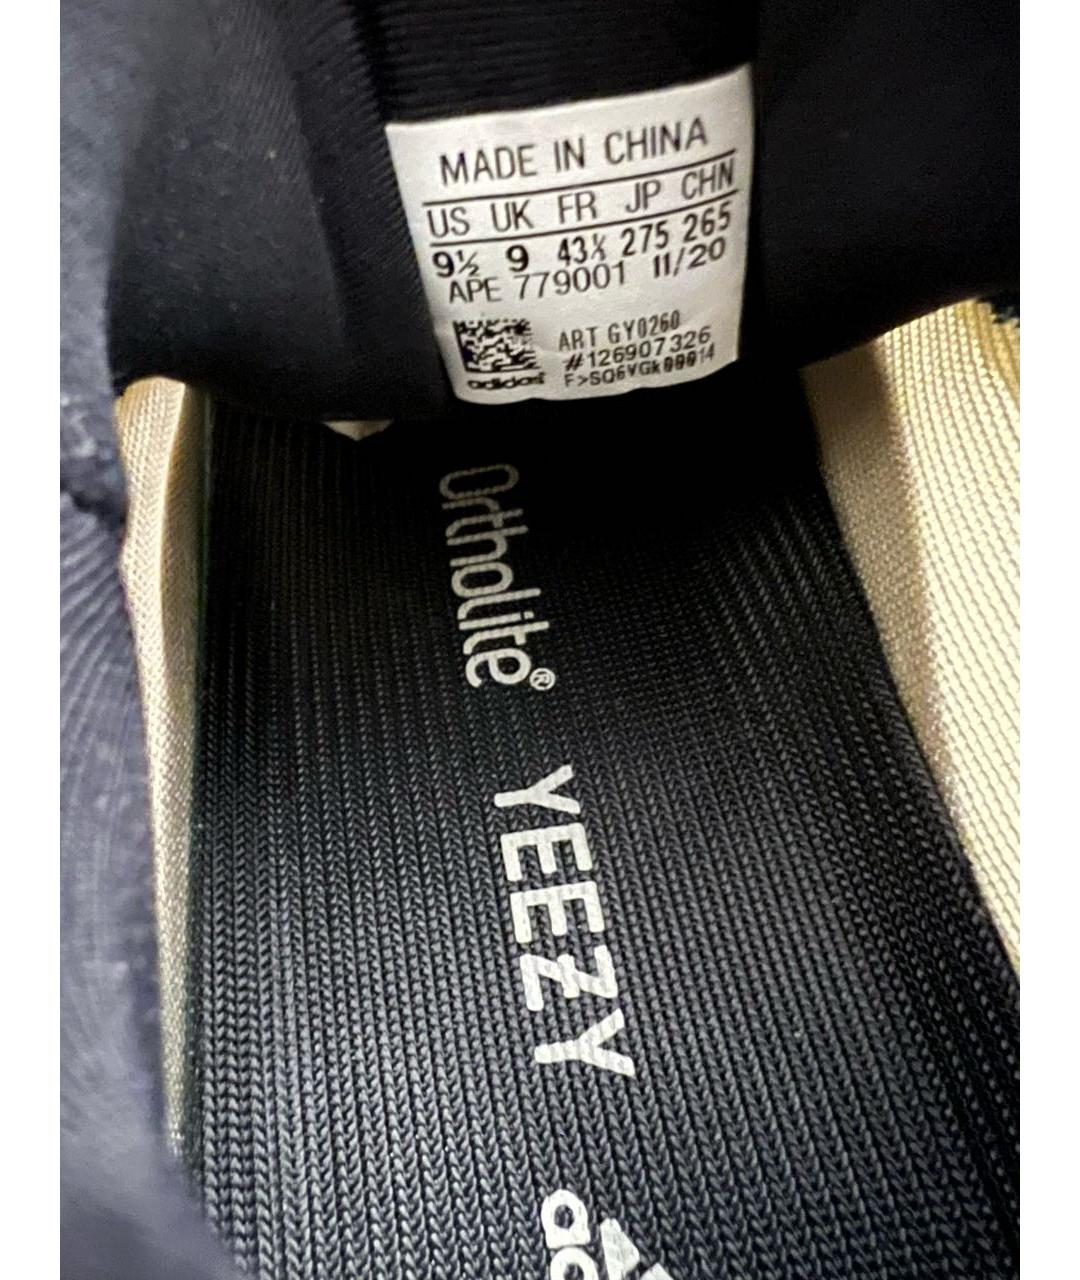 MADE IN CHINA
US UK FR JP CHN
9½ 9 43⅓ 275 265
APE 779001 11/20
ART GY0260
#126907326
adidas
Ortholite®
YEEZY